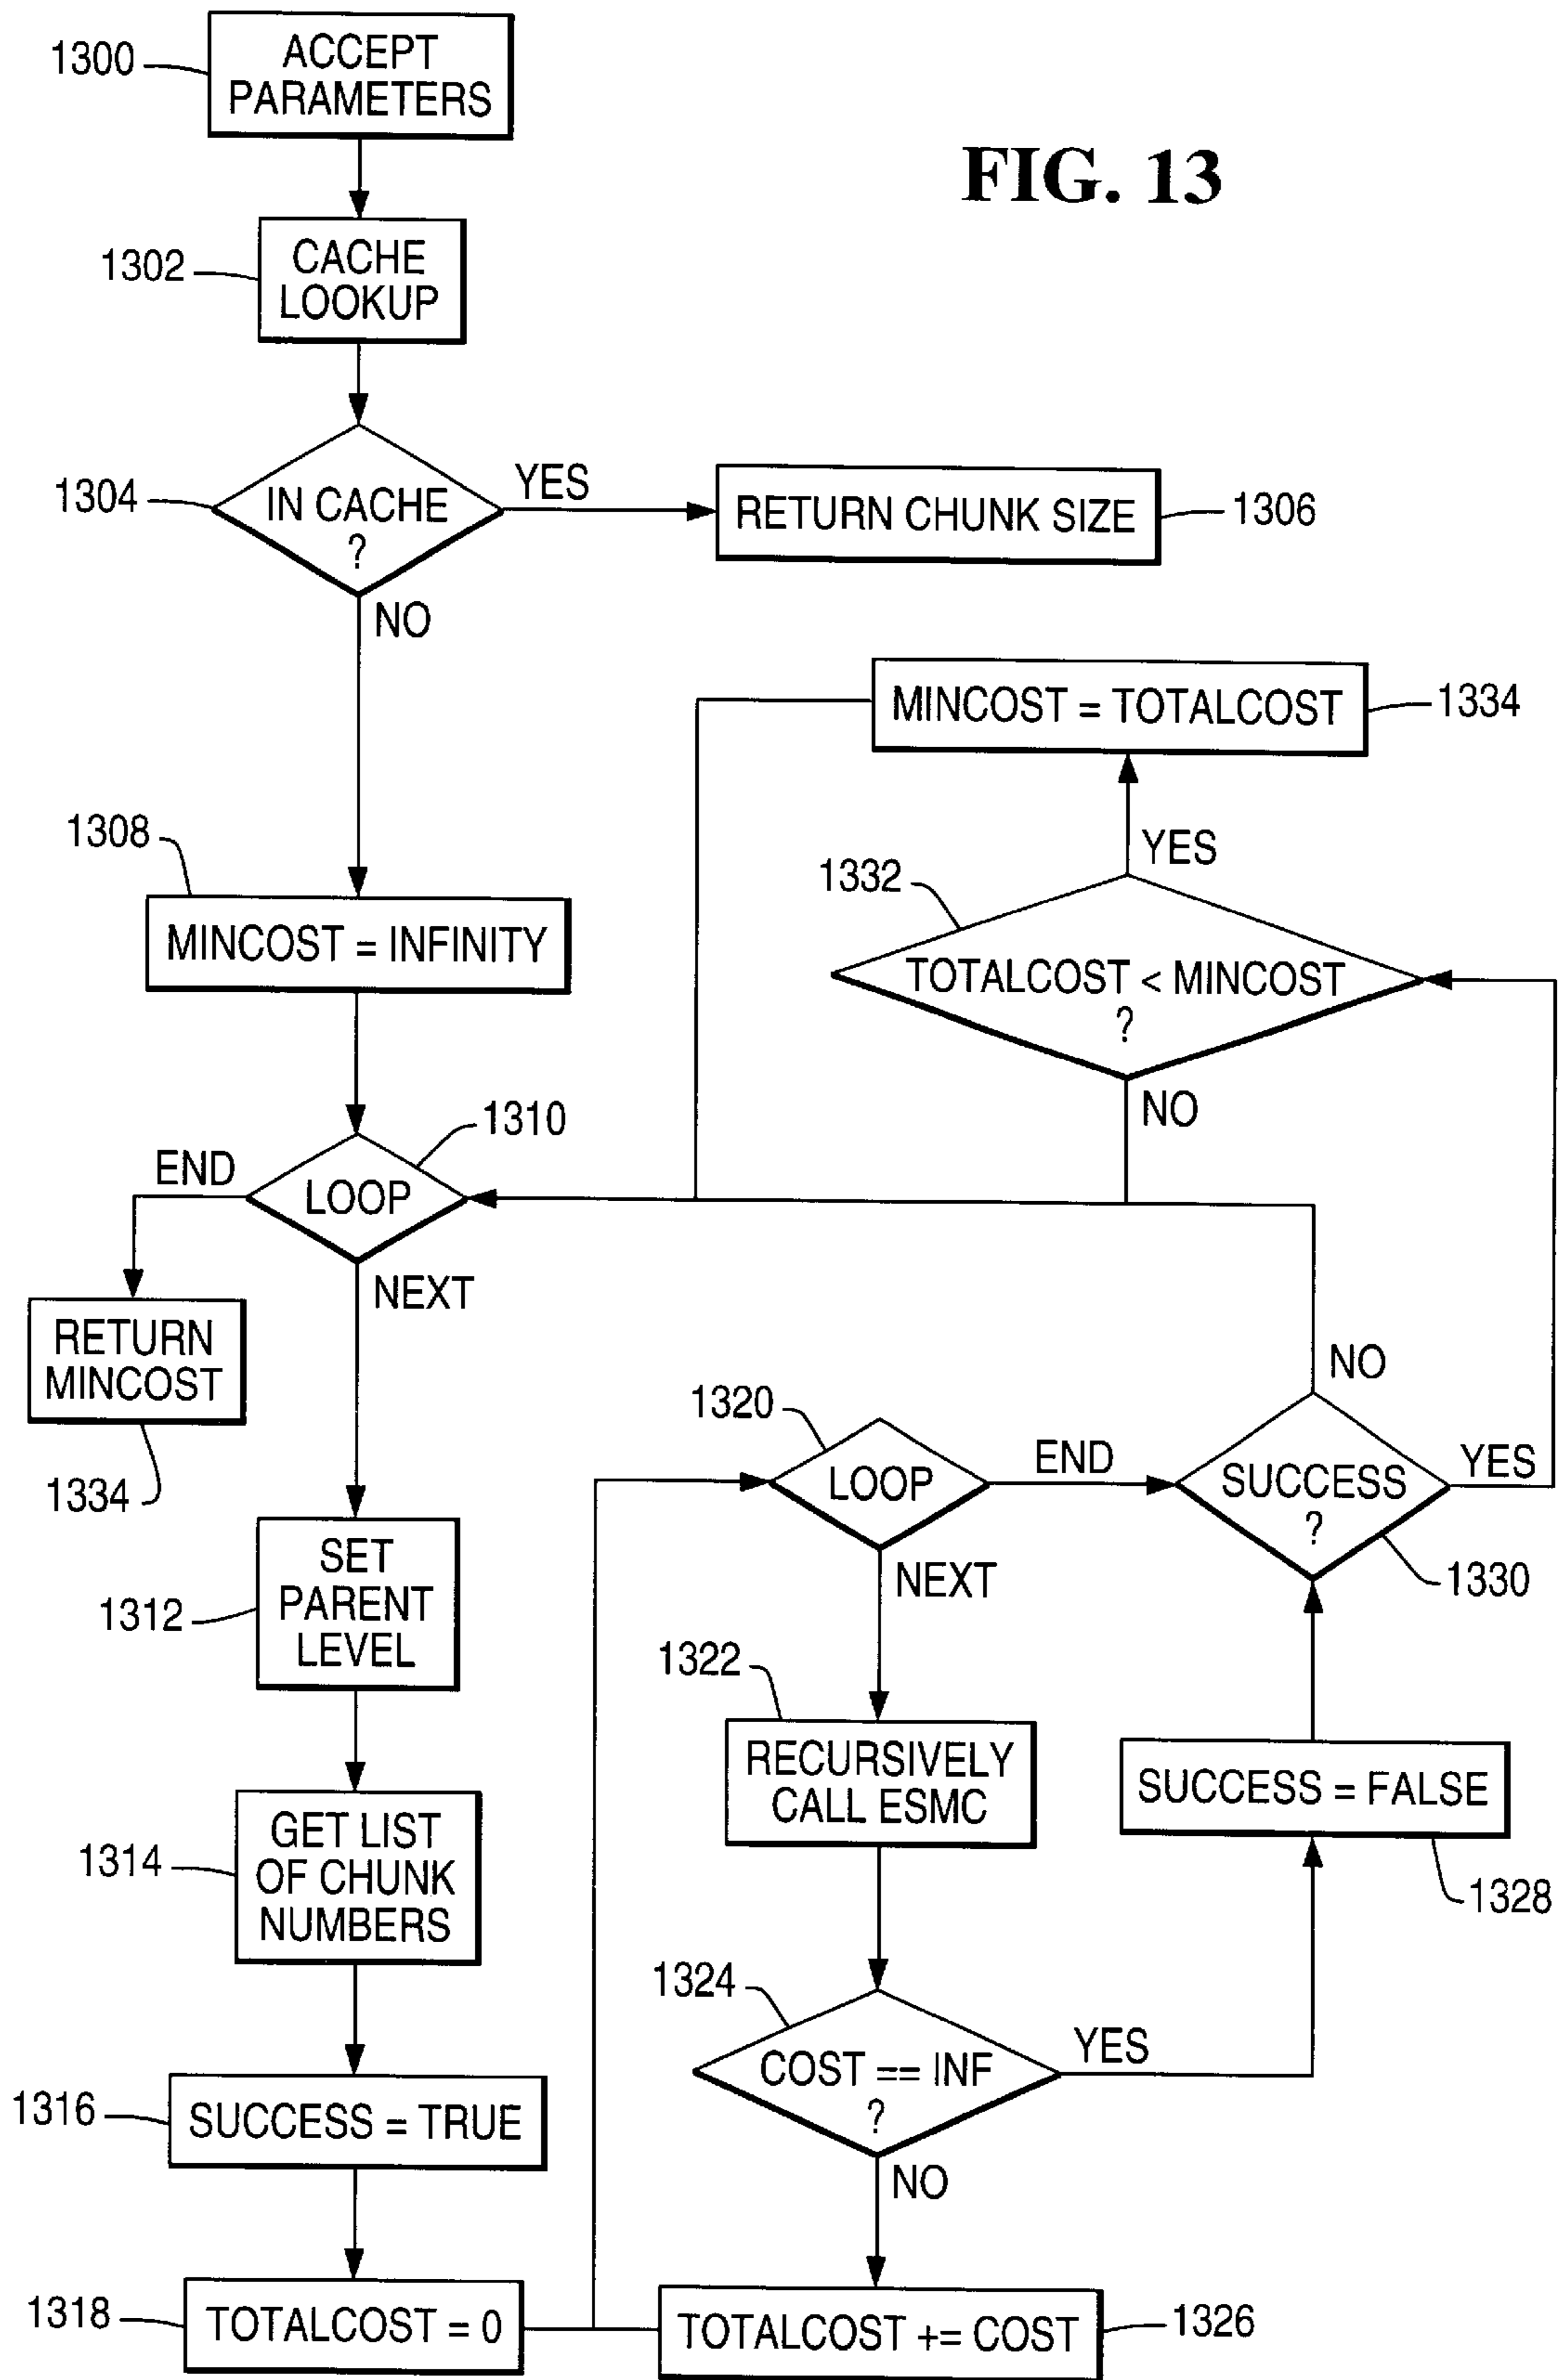 1300
ACCEPT
PARAMETERS
FIG. 13
1302
CACHE
LOOKUP
1304
IN CACHE
?
YES
NO
RETURN CHUNK SIZE
1306
MINCOST = TOTALCOST
1334
YES
1308
MINCOST = INFINITY
1332
TOTALCOST < MINCOST
?
NO
1310
END
LOOP
NEXT
RETURN
MINCOST
1334
1312
SET
PARENT
LEVEL
1314
GET LIST
OF CHUNK
NUMBERS
1316
SUCCESS = TRUE
1318
TOTALCOST = 0
1320
LOOP
END
NEXT
NO
SUCCESS
?
YES
1330
1322
RECURSIVELY
CALL ESMC
SUCCESS = FALSE
1328
1324
COST == INF
?
YES
NO
TOTALCOST += COST
1326